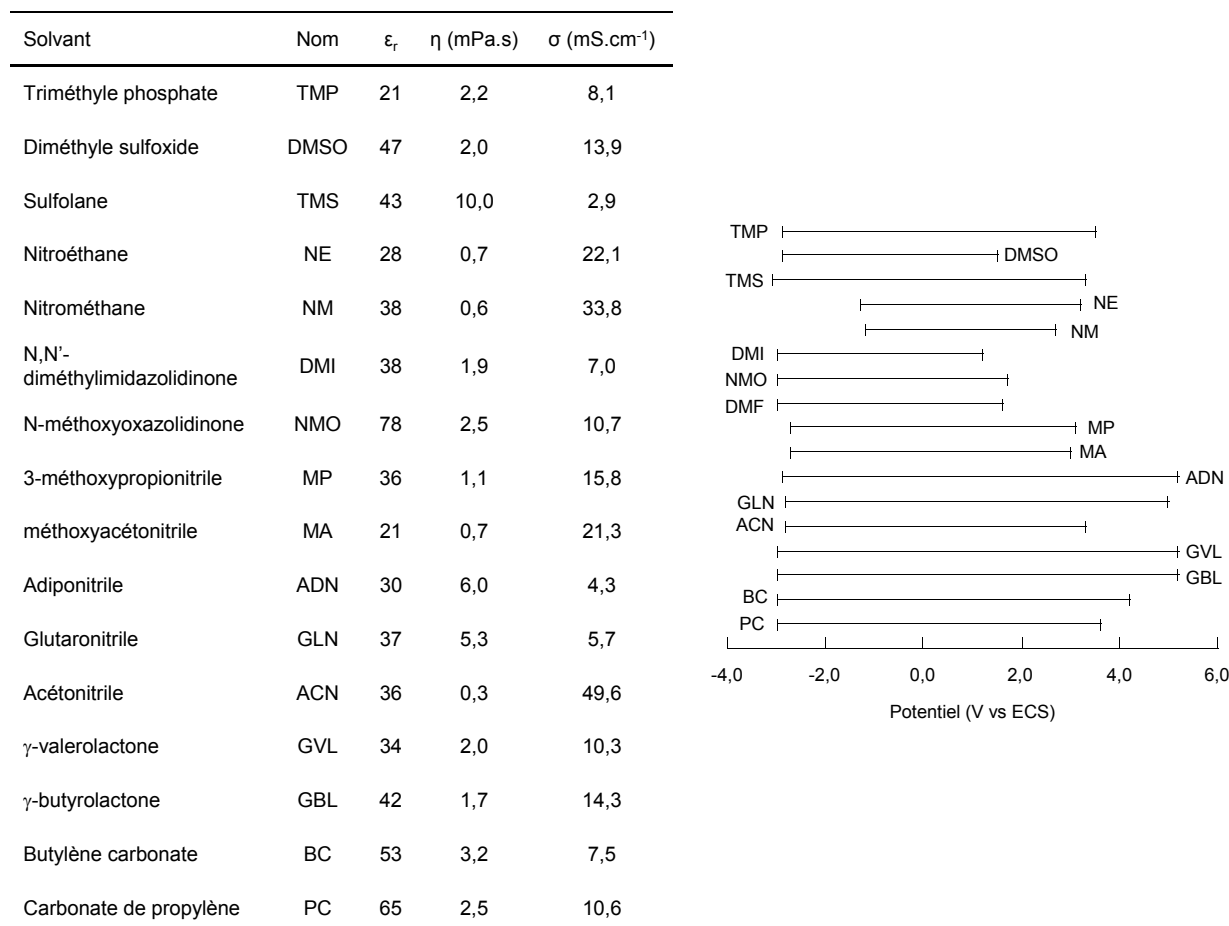 Solvant Nom εr η (mPa.s) σ (mS.cm-1)
Triméthyle phosphate TMP 21 2,2 8,1
Diméthyle sulfoxide DMSO 47 2,0 13,9
Sulfolane TMS 43 10,0 2,9
Nitroéthane NE 28 0,7 22,1
Nitrométhane NM 38 0,6 33,8
N,N’-
diméthylimidazolidinone DMI 38 1,9 7,0
N-méthoxyoxazolidinone NMO 78 2,5 10,7
3-méthoxypropionitrile MP 36 1,1 15,8
méthoxyacétonitrile MA 21 0,7 21,3
Adiponitrile ADN 30 6,0 4,3
Glutaronitrile GLN 37 5,3 5,7
Acétonitrile ACN 36 0,3 49,6
γ-valerolactone GVL 34 2,0 10,3
γ-butyrolactone GBL 42 1,7 14,3
Butylène carbonate BC 53 3,2 7,5
Carbonate de propylène PC 65 2,5 10,6
TMP
DMSO
TMS
NE
NM
DMI
NMO
DMF
MP
MA
ADN
GLN
ACN
GVL
GBL
BC
PC
-4,0 -2,0 0,0 2,0 4,0 6,0
Potentiel (V vs ECS)